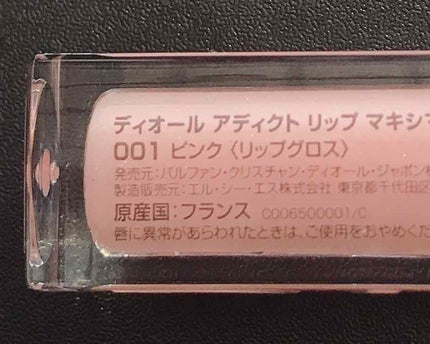 ディオール アディクト リップ マキシマ
001 ピンク〈リップグロス〉
発売元:パルファン・クリスチャン・ディオール・ジャポン
製造販売元:エル・シー・エス株式会社 東京都千代田区
原産国:フランス C006500001/C
唇に異常があらわれたときは、ご使用をおやめくだ